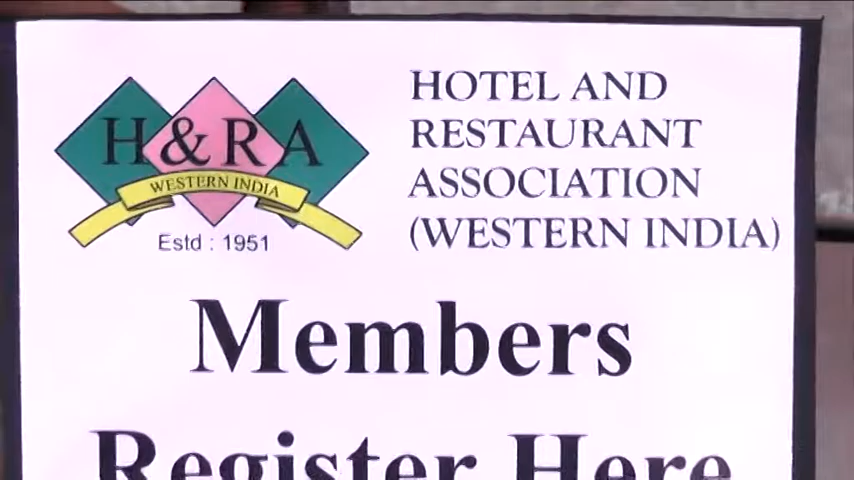 H&RA
WESTERN INDIA
Estd : 1951
HOTEL AND
RESTAURANT
ASSOCIATION
(WESTERN INDIA)
Members
Register Here